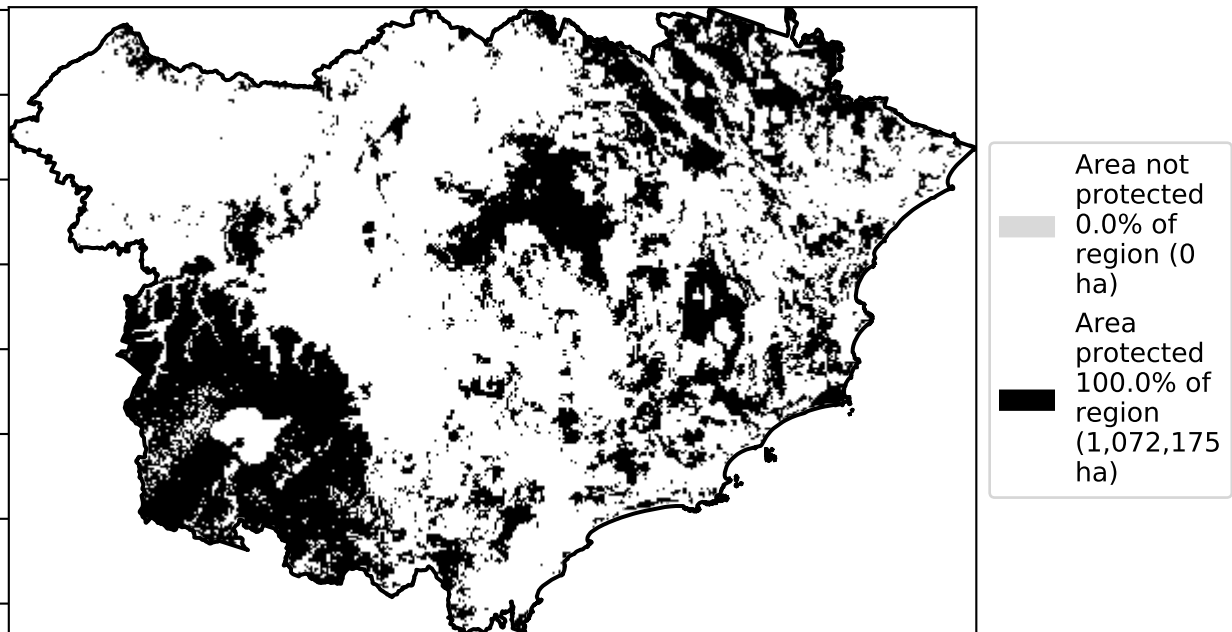 Area not
protected
0.0% of
region (0
ha)
Area
protected
100.0% of
region
(1,072,175
ha)